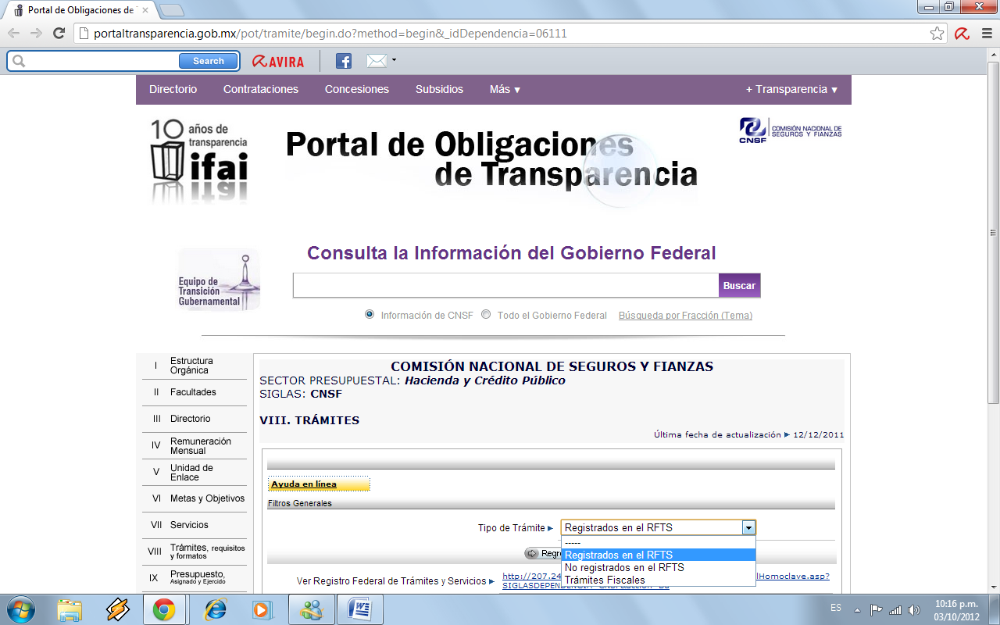 Portal de Obligaciones de
portaltransparencia.gob.mx/pot/tramite/begin.do?method=begin&_idDependencia=06111
Search
AVIRA
Directorio Contrataciones Concesiones Subsidios Más ▼ + Transparencia ▼
10 años de
transparencia
ifai
Portal de Obligaciones
de Transparencia
CNSF
COMISIÓN NACIONAL DE
SEGUROS Y FIANZAS
Consulta la Información del Gobierno Federal
Equipo de
Transición
Gubernamental
Buscar
Información de CNSF Todo el Gobierno Federal Búsqueda por Fracción (Tema)
I Estructura
Orgánica
II Facultades
III Directorio
IV Remuneración
Mensual
V Unidad de
Enlace
VI Metas y Objetivos
VII Servicios
VIII Trámites, requisitos
y formatos
IX Presupuesto,
Asignado y Ejercido
COMISIÓN NACIONAL DE SEGUROS Y FIANZAS
SECTOR PRESUPUESTAL: Hacienda y Crédito Público
SIGLAS: CNSF
VIII. TRÁMITES
Última fecha de actualización ▶ 12/12/2011
Ayuda en línea
Filtros Generales
Tipo de Trámite ▶ Registrados en el RFTS
-----
Registrados en el RFTS
No registrados en el RFTS
Trámites Fiscales
Ver Registro Federal de Trámites y Servicios ▶ http://207.24 lHomoclave.asp?
ES 10:16 p.m.
03/10/2012